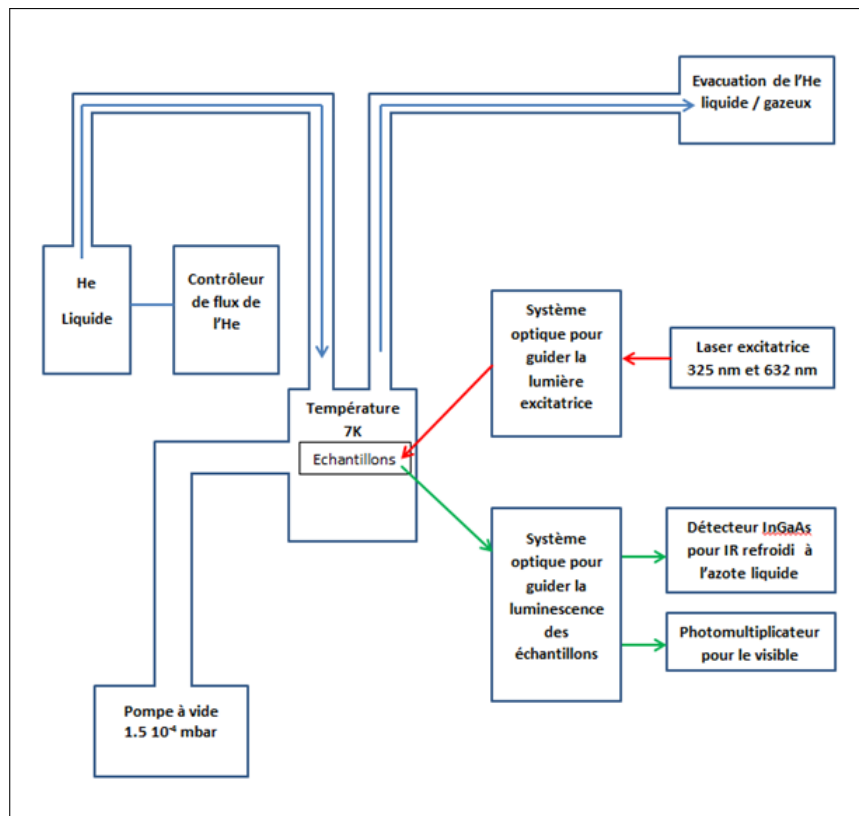 Evacuation de l'He
liquide / gazeux
He
Liquide
Contrôleur
de flux de
l'He
Système
optique pour
guider la
lumière
excitatrice
Laser excitatrice
325 nm et 632 nm
Température
7K
Echantillons
Système
optique pour
guider la
luminescence
des
échantillons
Détecteur InGaAs
pour IR refroidi à
l'azote liquide
Photomultiplicateur
pour le visible
Pompe à vide
1.5 10⁻⁴ mbar